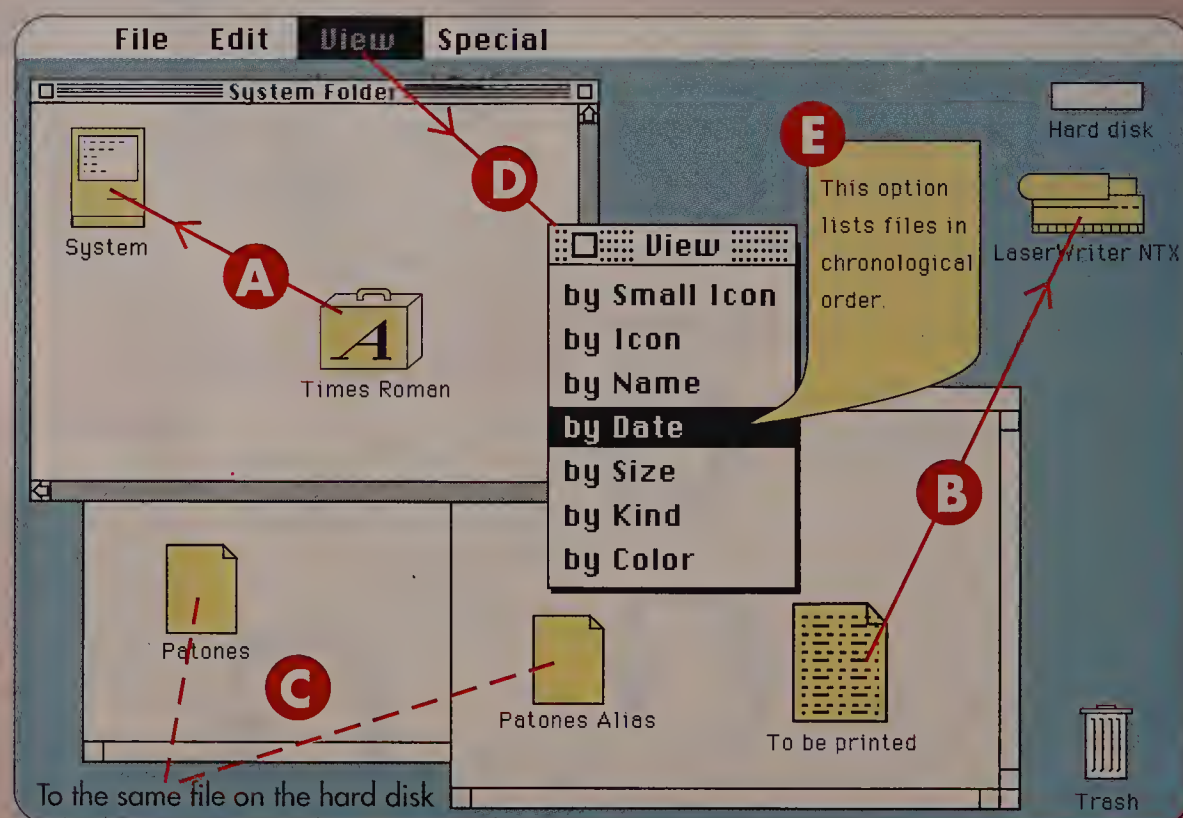 File Edit View Special
System Folder
Hard disk
System
A
Times Roman
D
E
This option
lists files in
chronological
order.
LaserWriter NTX
View
by Small Icon
by Icon
by Name
by Date
by Size
by Kind
by Color
B
Patones
C
Patones Alias
To be printed
To the same file on the hard disk
Trash